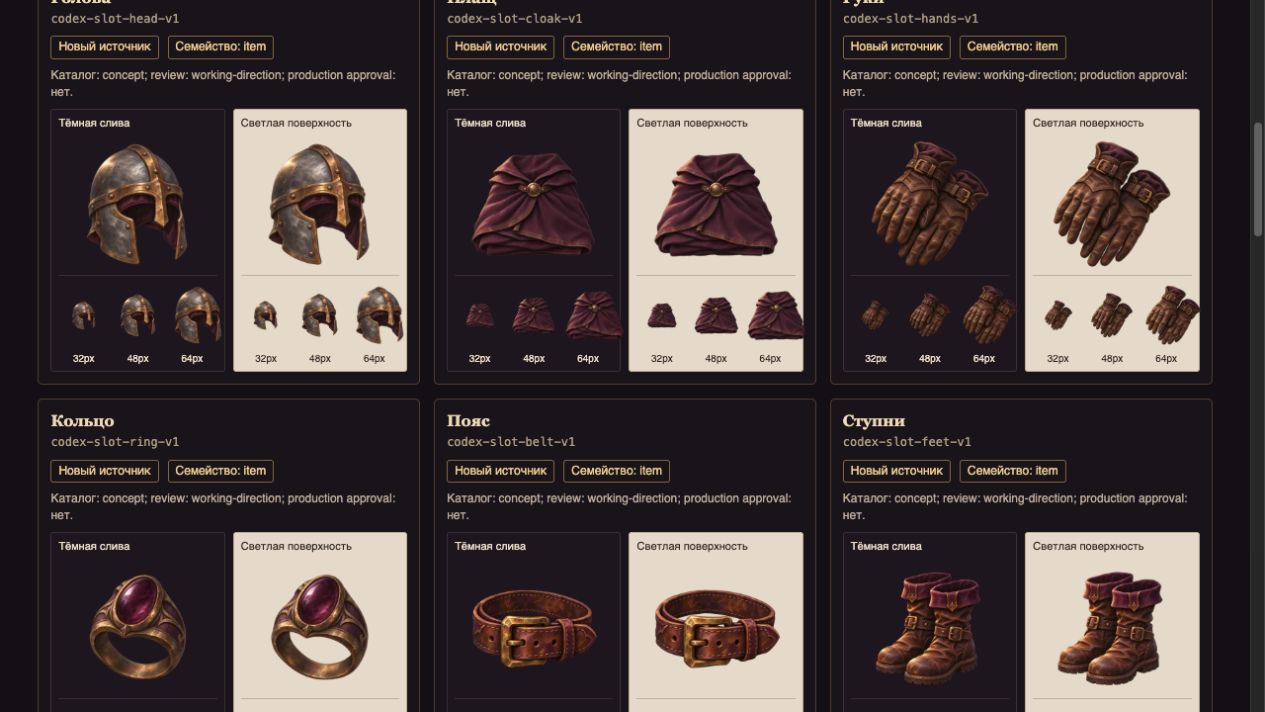 Голова
codex-slot-head-v1
Новый источник
Семейство: item
Каталог: concept; review: working-direction; production approval:
нет.
Тёмная слива
Светлая поверхность
32px
48px
64px
32px
48px
64px
Плащ
codex-slot-cloak-v1
Новый источник
Семейство: item
Каталог: concept; review: working-direction; production approval:
нет.
Тёмная слива
Светлая поверхность
32px
48px
64px
32px
48px
64px
Руки
codex-slot-hands-v1
Новый источник
Семейство: item
Каталог: concept; review: working-direction; production approval:
нет.
Тёмная слива
Светлая поверхность
32px
48px
64px
32px
48px
64px
Кольцо
codex-slot-ring-v1
Новый источник
Семейство: item
Каталог: concept; review: working-direction; production approval:
нет.
Тёмная слива
Светлая поверхность
Пояс
codex-slot-belt-v1
Новый источник
Семейство: item
Каталог: concept; review: working-direction; production approval:
нет.
Тёмная слива
Светлая поверхность
Ступни
codex-slot-feet-v1
Новый источник
Семейство: item
Каталог: concept; review: working-direction; production approval:
нет.
Тёмная слива
Светлая поверхность